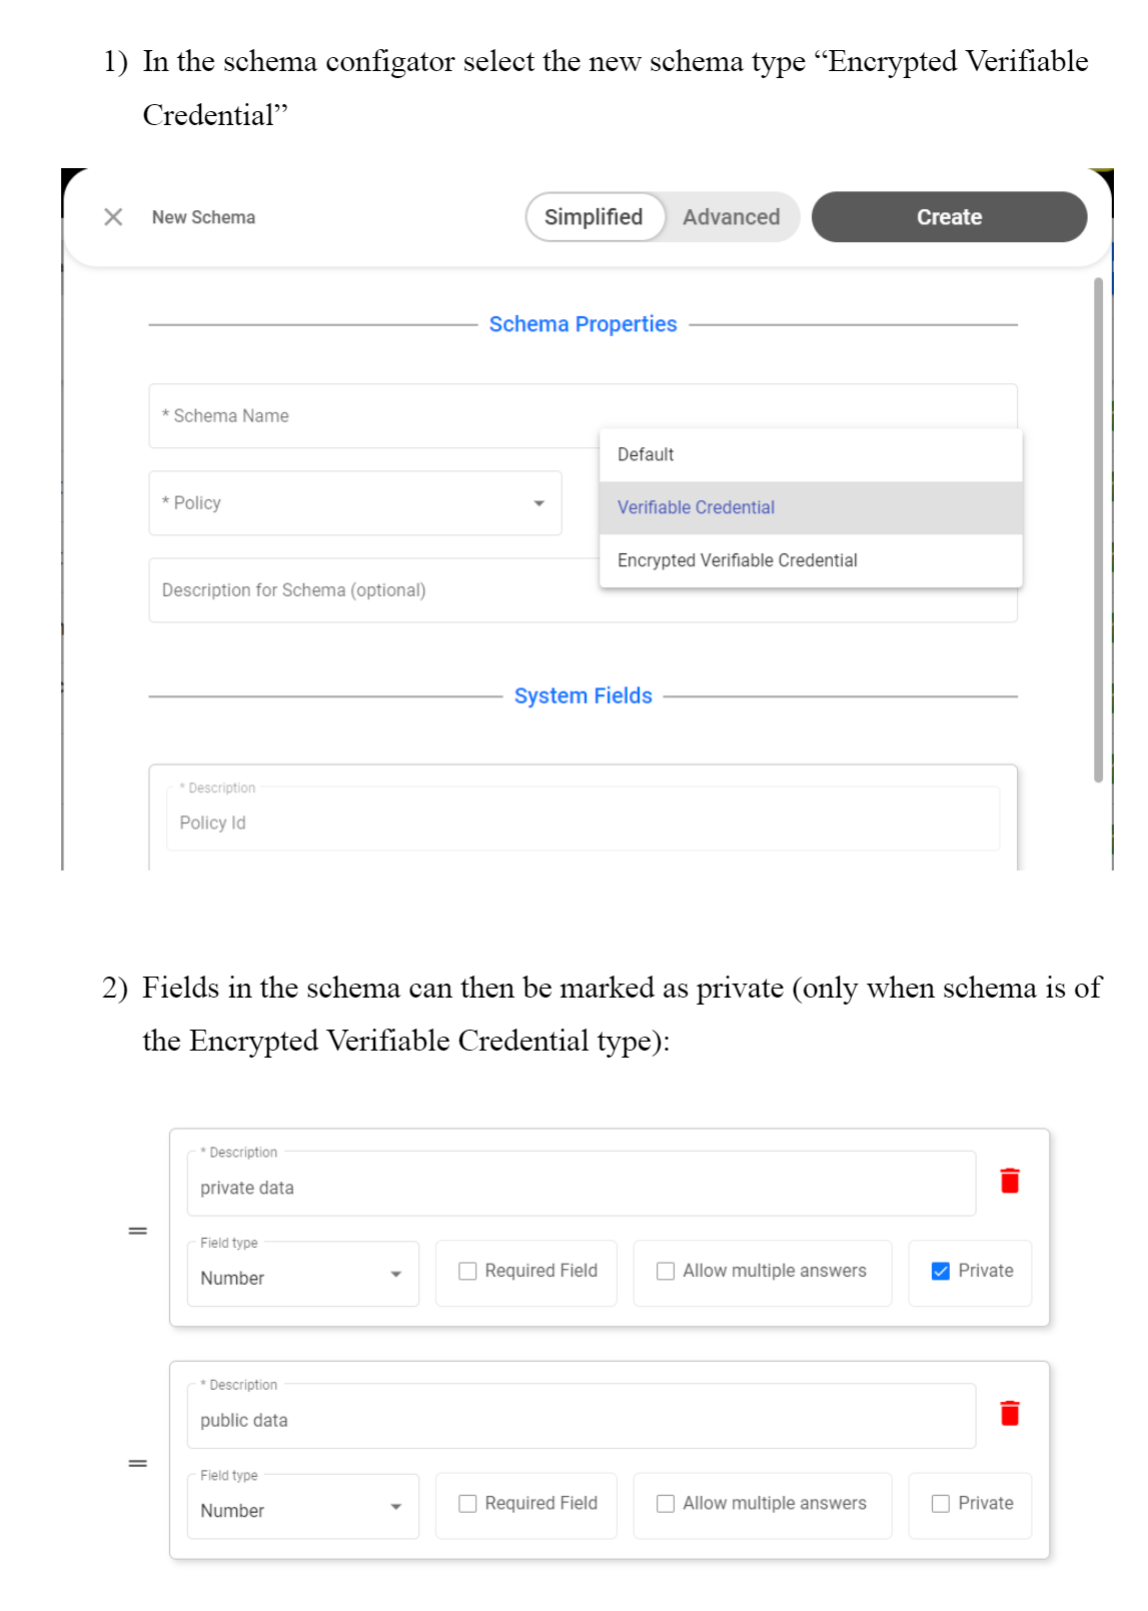 1) In the schema configator select the new schema type “Encrypted Verifiable
Credential”
New Schema
Simplified
Advanced
Create
Schema Properties
* Schema Name
Default
* Policy
Verifiable Credential
Encrypted Verifiable Credential
Description for Schema (optional)
System Fields
* Description
Policy Id
2) Fields in the schema can then be marked as private (only when schema is of
the Encrypted Verifiable Credential type):
* Description
private data
Field type
Number
Required Field
Allow multiple answers
Private
* Description
public data
Field type
Number
Required Field
Allow multiple answers
Private